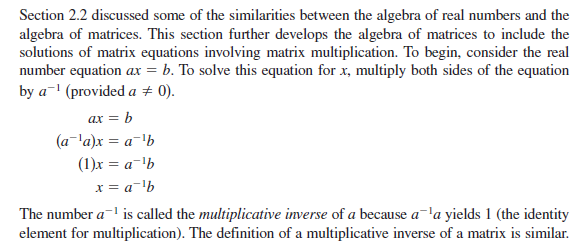 Section 2.2 discussed some of the similarities between the algebra of real numbers and the
algebra of matrices. This section further develops the algebra of matrices to include the
solutions of matrix equations involving matrix multiplication. To begin, consider the real
number equation ax = b. To solve this equation for x, multiply both sides of the equation
by a⁻¹ (provided a ≠ 0).
ax = b
(a⁻¹a)x = a⁻¹b
(1)x = a⁻¹b
x = a⁻¹b
The number a⁻¹ is called the multiplicative inverse of a because a⁻¹a yields 1 (the identity
element for multiplication). The definition of a multiplicative inverse of a matrix is similar.